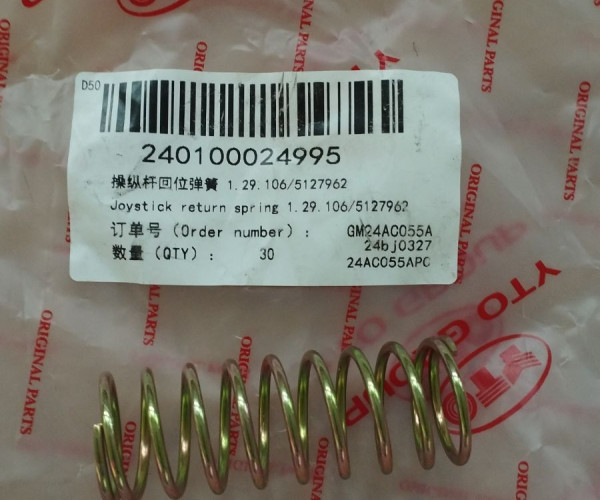 D50
240100024995
操纵杆回位弹簧 1.29.106/5127962
Joystick return spring 1.29.106/5127962
订单号（Order number）： GM24AC055A
24bj0327
数量（QTY）： 30
24AC055APC
ORIGINAL PARTS
ORIGINAL PARTS
ORIGINAL PARTS
ORIGINAL PARTS
ORIGINAL PARTS
ORIGINAL PARTS
YTO GROUP